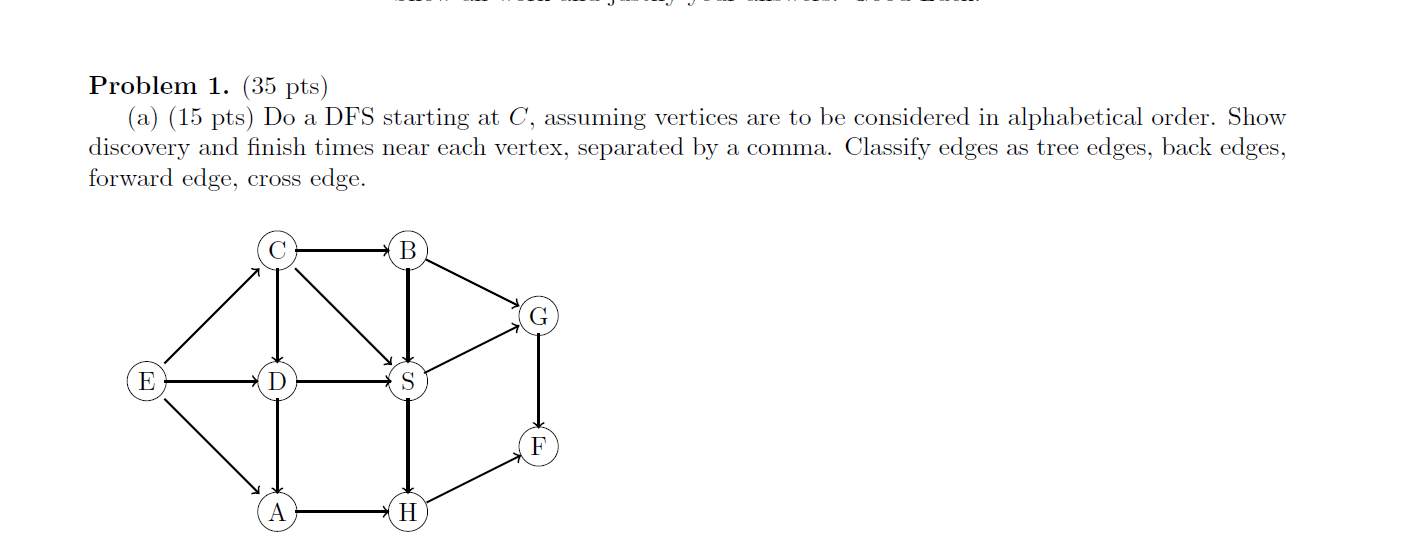 Problem 1. (35 pts)
(a) (15 pts) Do a DFS starting at C, assuming vertices are to be considered in alphabetical order. Show
discovery and finish times near each vertex, separated by a comma. Classify edges as tree edges, back edges,
forward edge, cross edge.
C B
G
E D S
F
A H